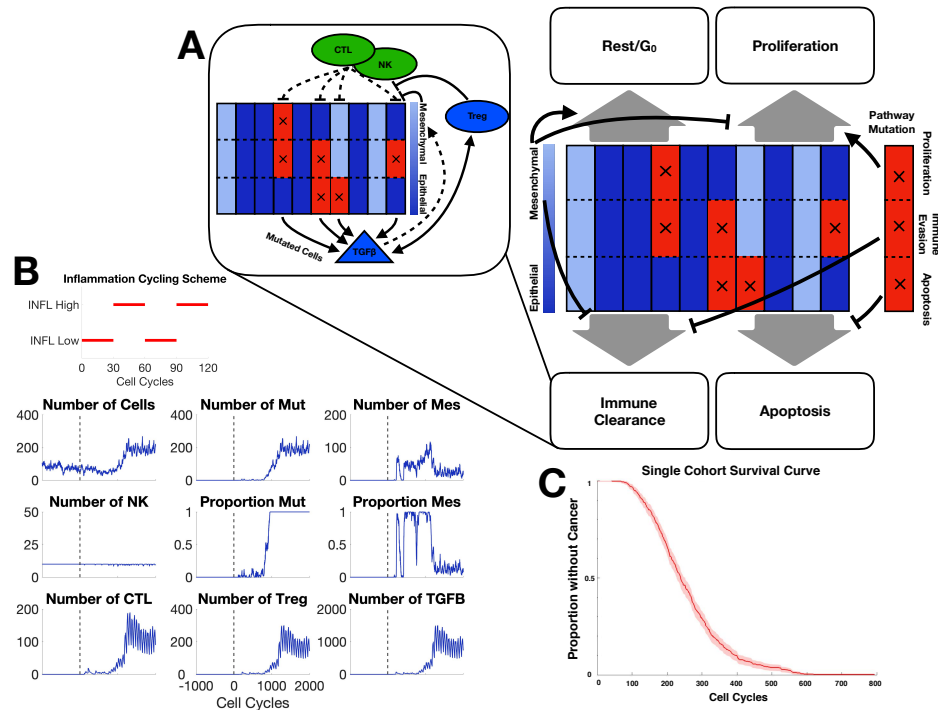 A
CTL
NK
Treg
Mesenchymal
Epithelial
Mutated Cells
TGFβ
× × × × × ×
Rest/G₀
Proliferation
Pathway
Mutation
Mesenchymal
Epithelial
× × × × × ×
× × ×
Proliferation
Immune
Evasion
Apoptosis
Immune
Clearance
Apoptosis
B
Inflammation Cycling Scheme
INFL High
INFL Low
0 30 60 90 120
Cell Cycles
Number of Cells
400
200
0
Number of Mut
400
200
0
Number of Mes
200
100
0
Number of NK
50
25
0
Proportion Mut
1
0.5
0
Proportion Mes
1
0.5
0
Number of CTL
200
100
0
Number of Treg
400
200
0
Number of TGFB
2000
1000
0
-1000 0 1000 2000
Cell Cycles
C
Single Cohort Survival Curve
Proportion without Cancer
1
0.5
0
0 100 200 300 400 500 600 700 800
Cell Cycles